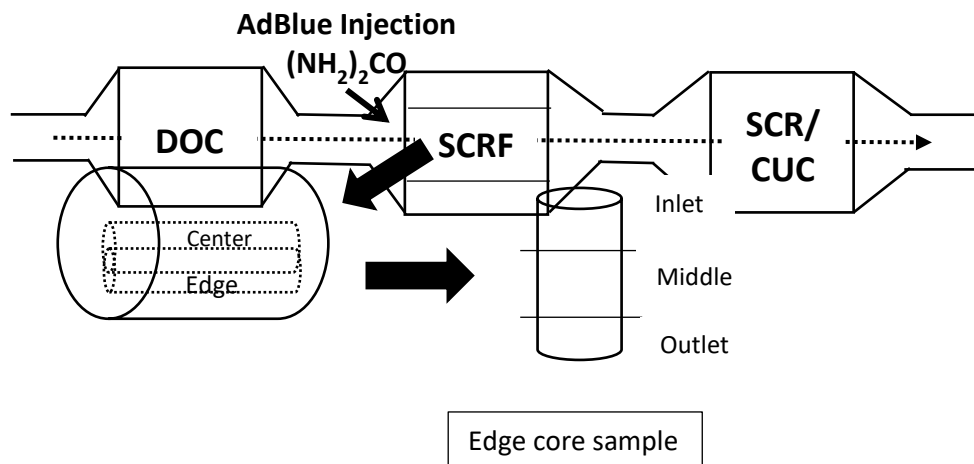 AdBlue Injection
(NH₂)₂CO
DOC
SCRF
SCR/
CUC
Center
Edge
Inlet
Middle
Outlet
Edge core sample